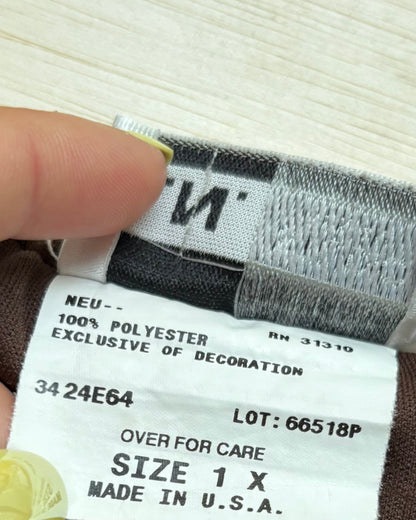 NEU--
100% POLYESTER RN 31310
EXCLUSIVE OF DECORATION
3424E64
LOT: 66518P
OVER FOR CARE
SIZE 1 X
MADE IN U.S.A.